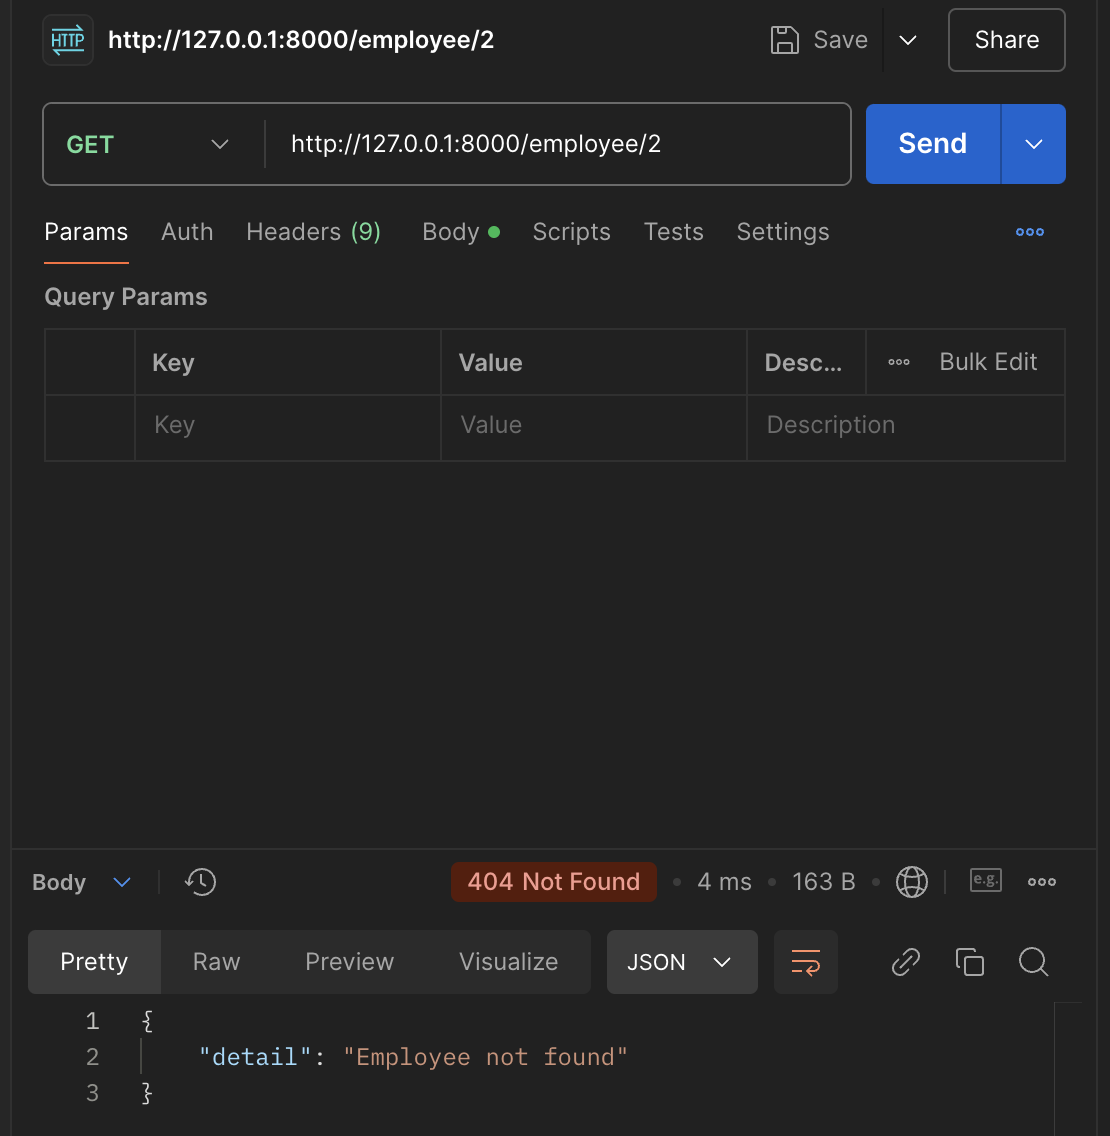 HTTP http://127.0.0.1:8000/employee/2 Save Share
GET http://127.0.0.1:8000/employee/2 Send
Params Auth Headers (9) Body Scripts Tests Settings
Query Params
Key Value Desc... Bulk Edit
Key Value Description
Body 404 Not Found 4 ms 163 B e.g.
Pretty Raw Preview Visualize JSON
1 {
2 "detail": "Employee not found"
3 }